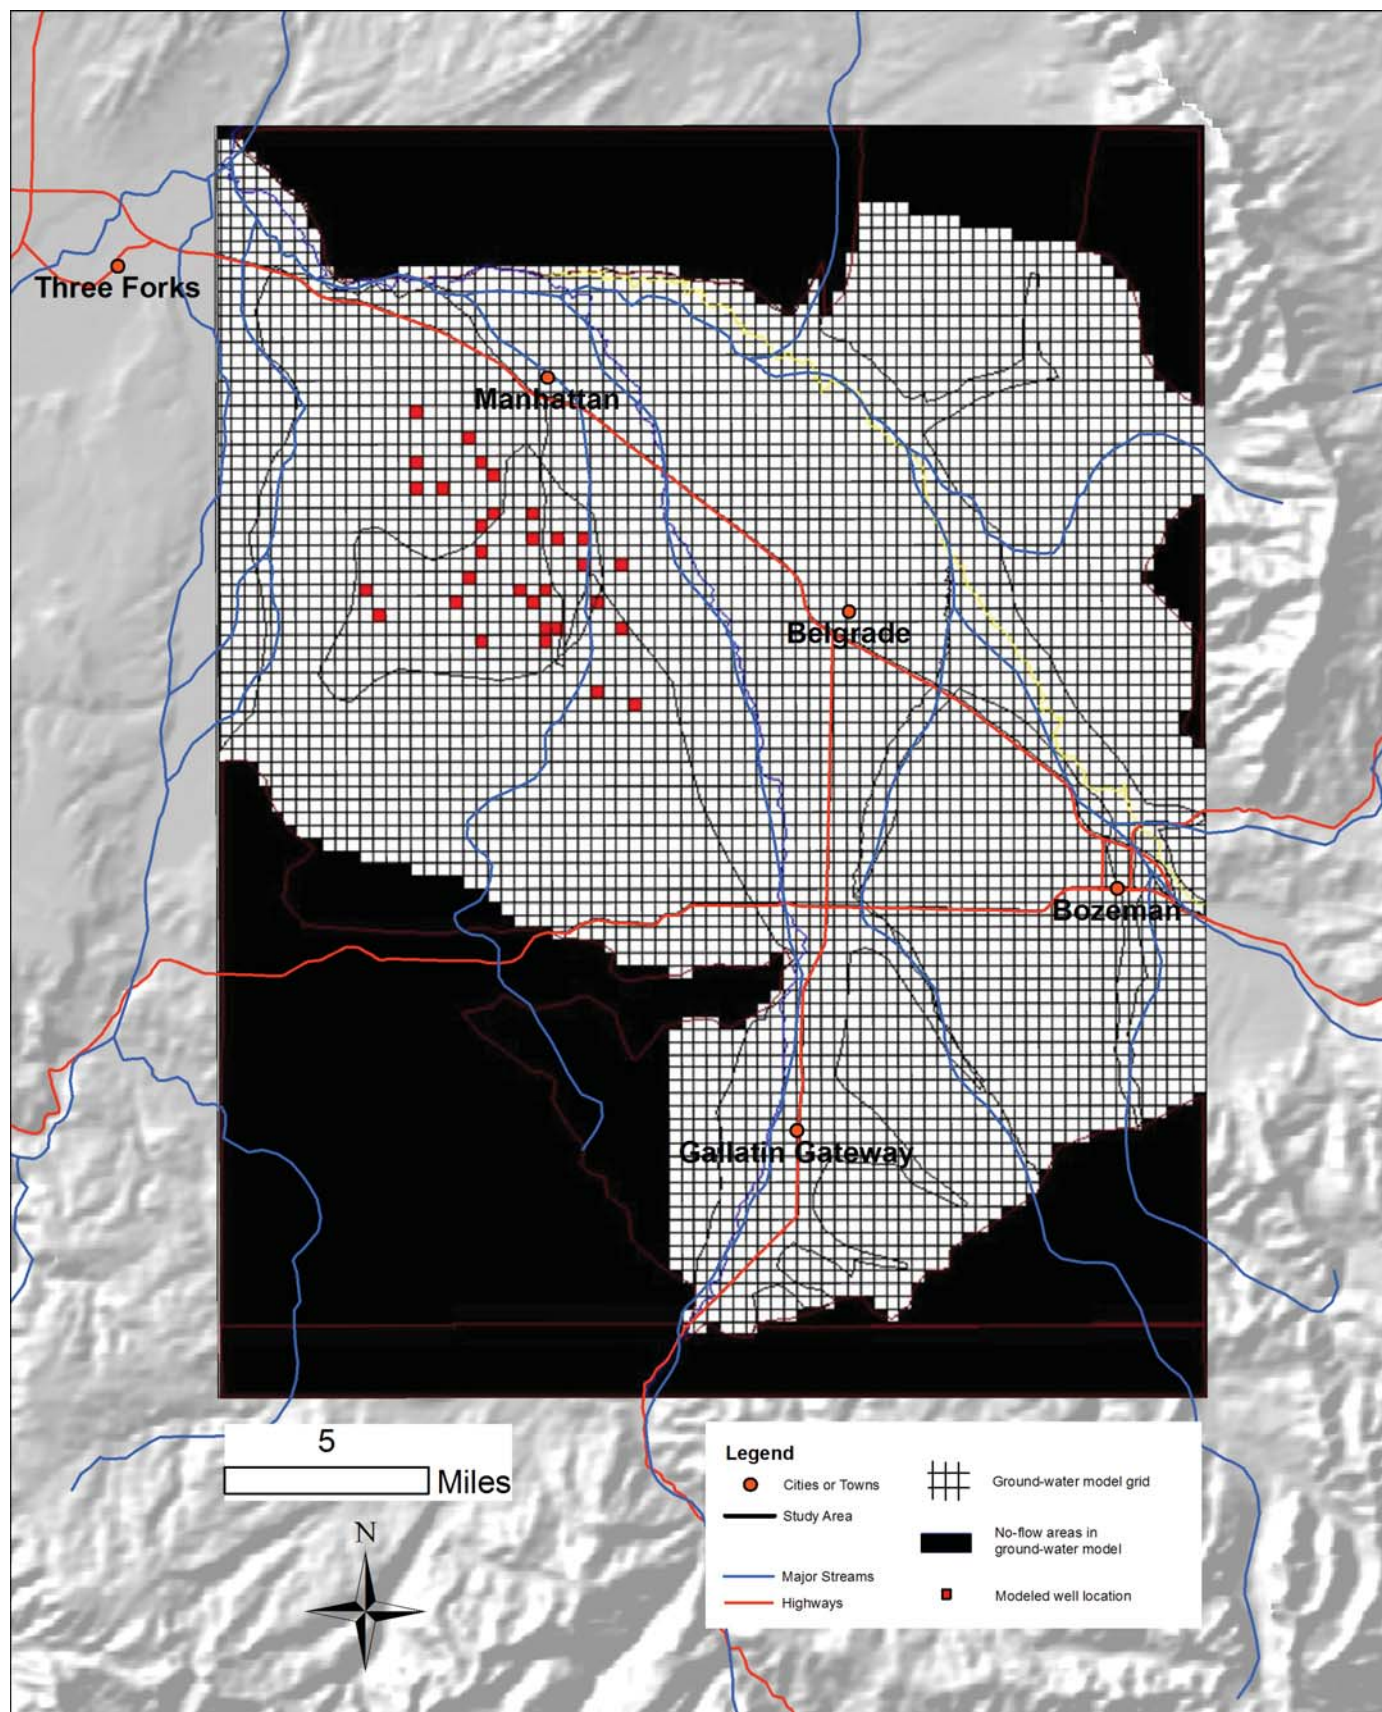 Three Forks
Manhattan
Belgrade
Bozeman
Gallatin Gateway
5
Miles
N
Legend
Cities or Towns
Study Area
Major Streams
Highways
Ground-water model grid
No-flow areas in
ground-water model
Modeled well location